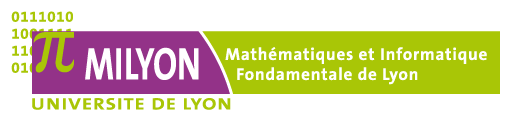 0111010
π MILYON
Mathématiques et Informatique
Fondamentale de Lyon
UNIVERSITE DE LYON